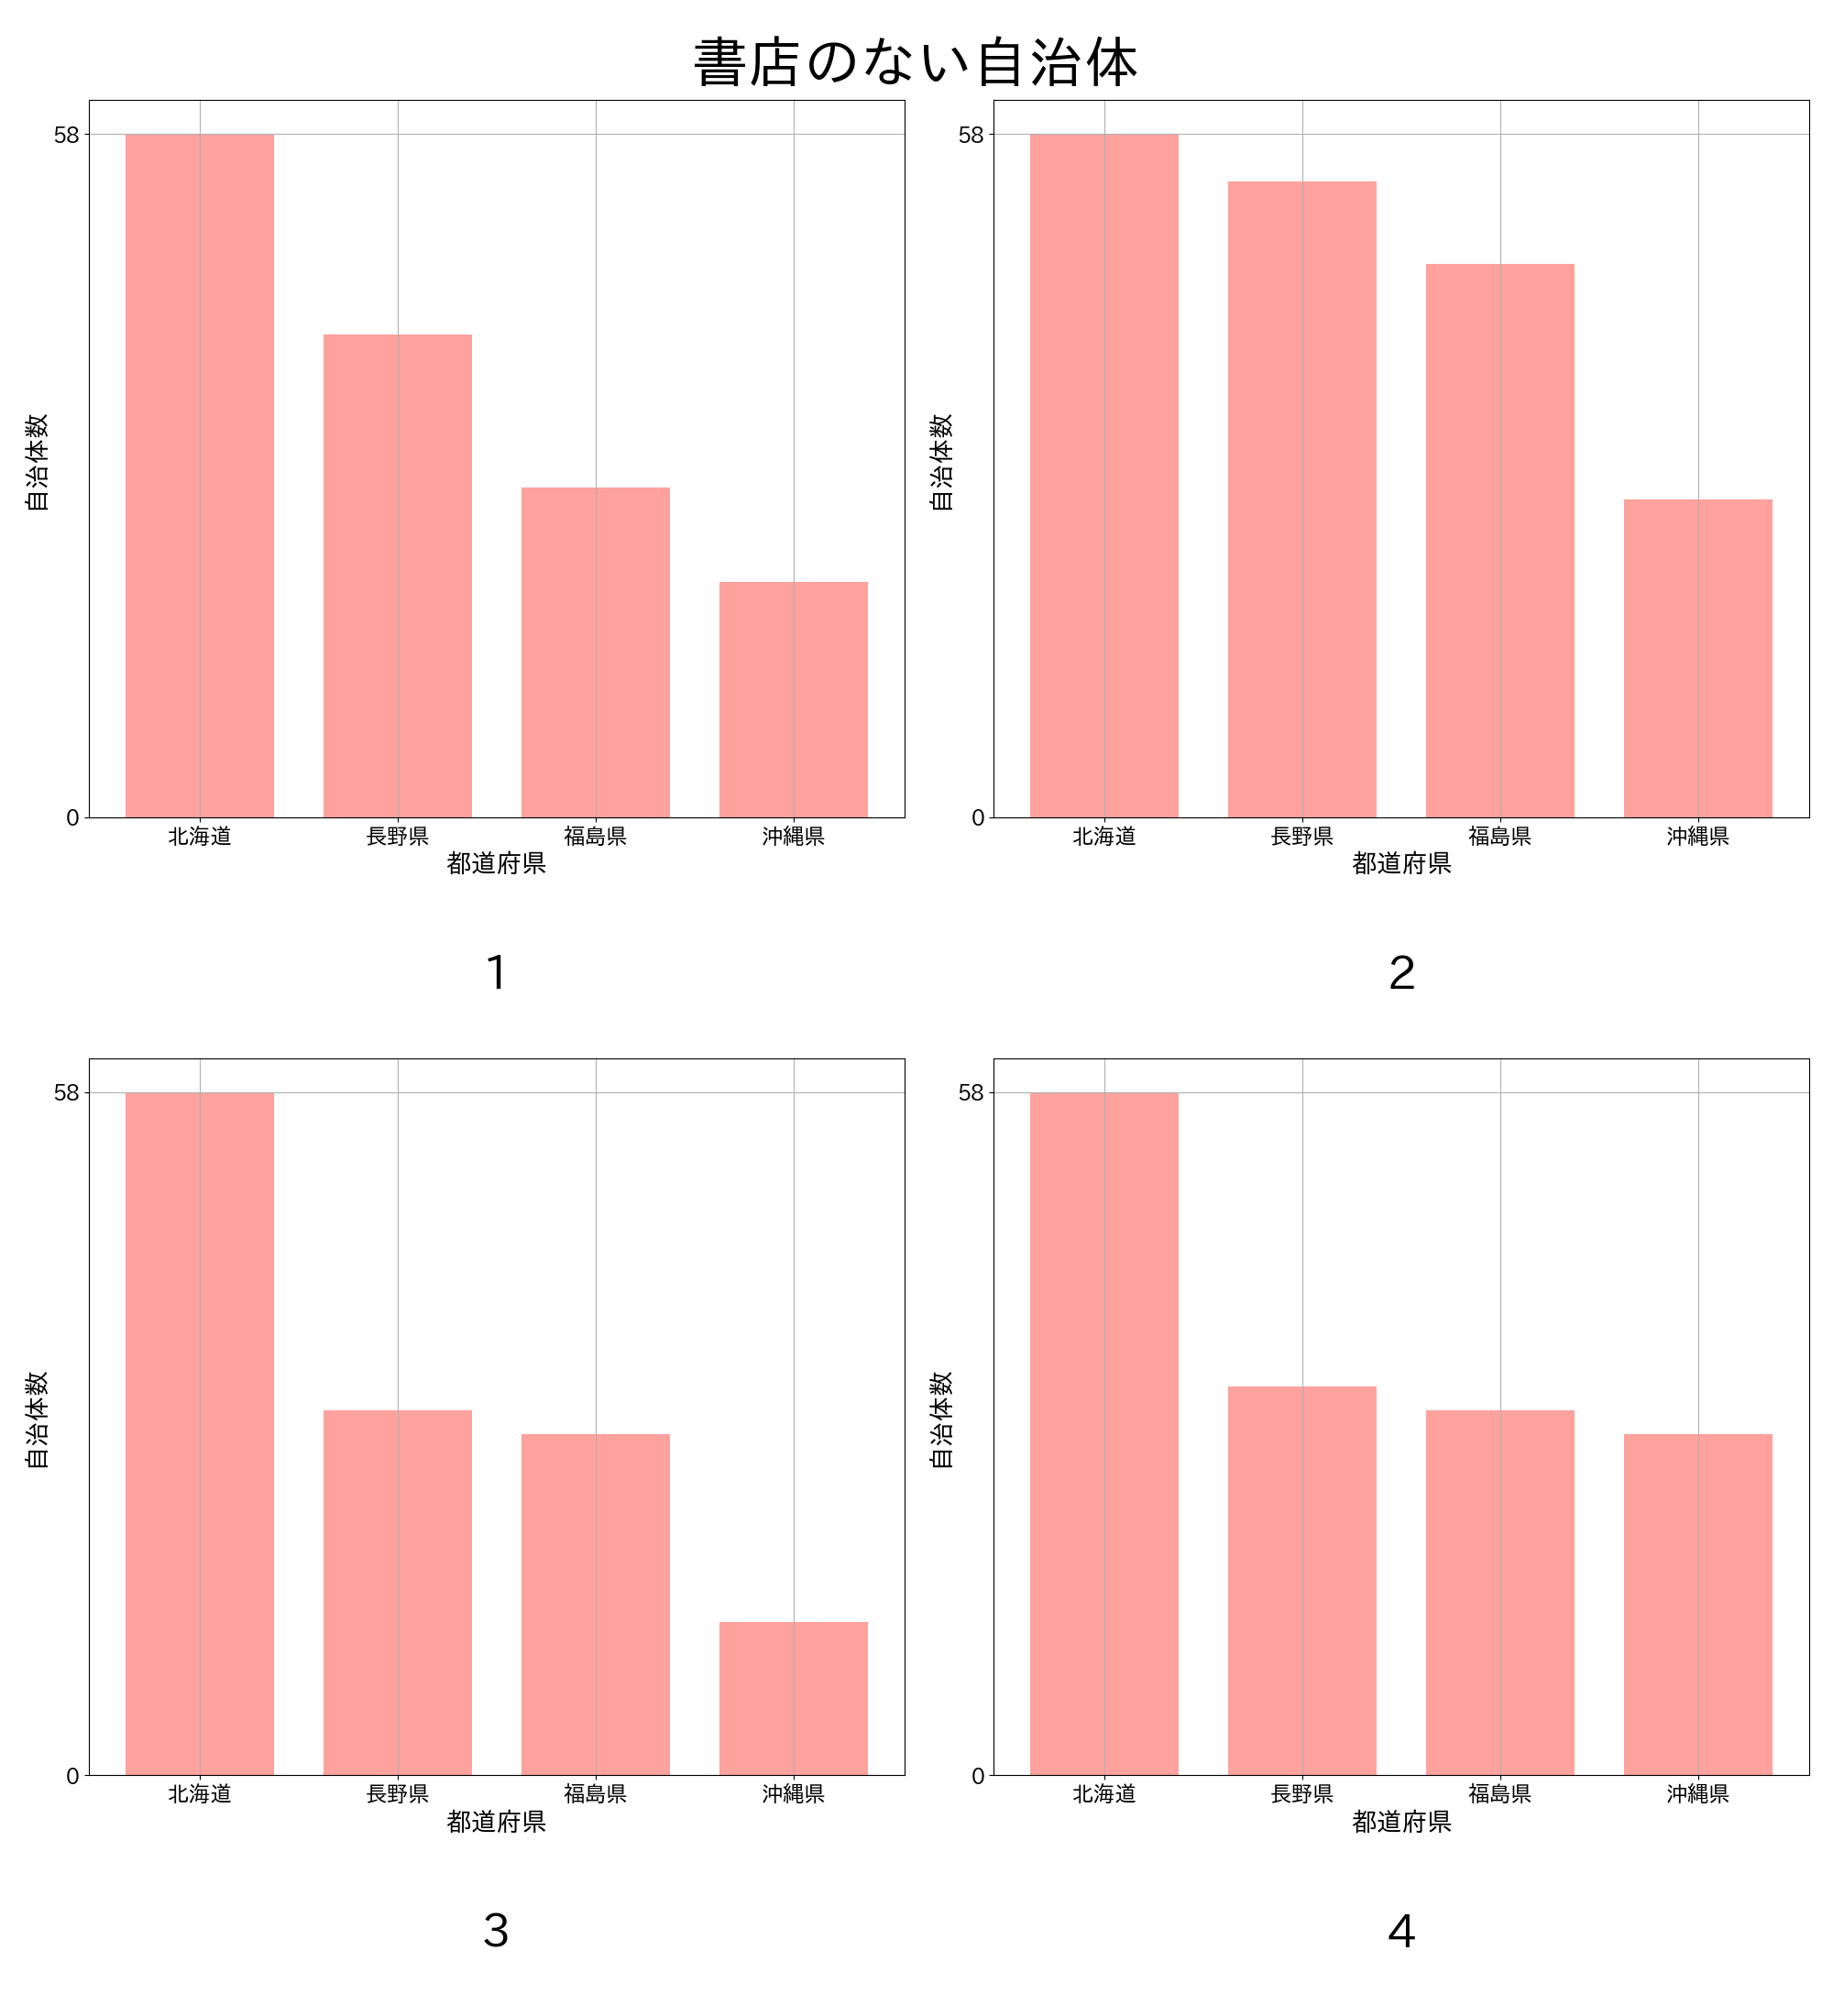 書店のない自治体
58
0
自治体数
北海道 長野県 福島県 沖縄県
都道府県
1
58
0
自治体数
北海道 長野県 福島県 沖縄県
都道府県
2
58
0
自治体数
北海道 長野県 福島県 沖縄県
都道府県
3
58
0
自治体数
北海道 長野県 福島県 沖縄県
都道府県
4